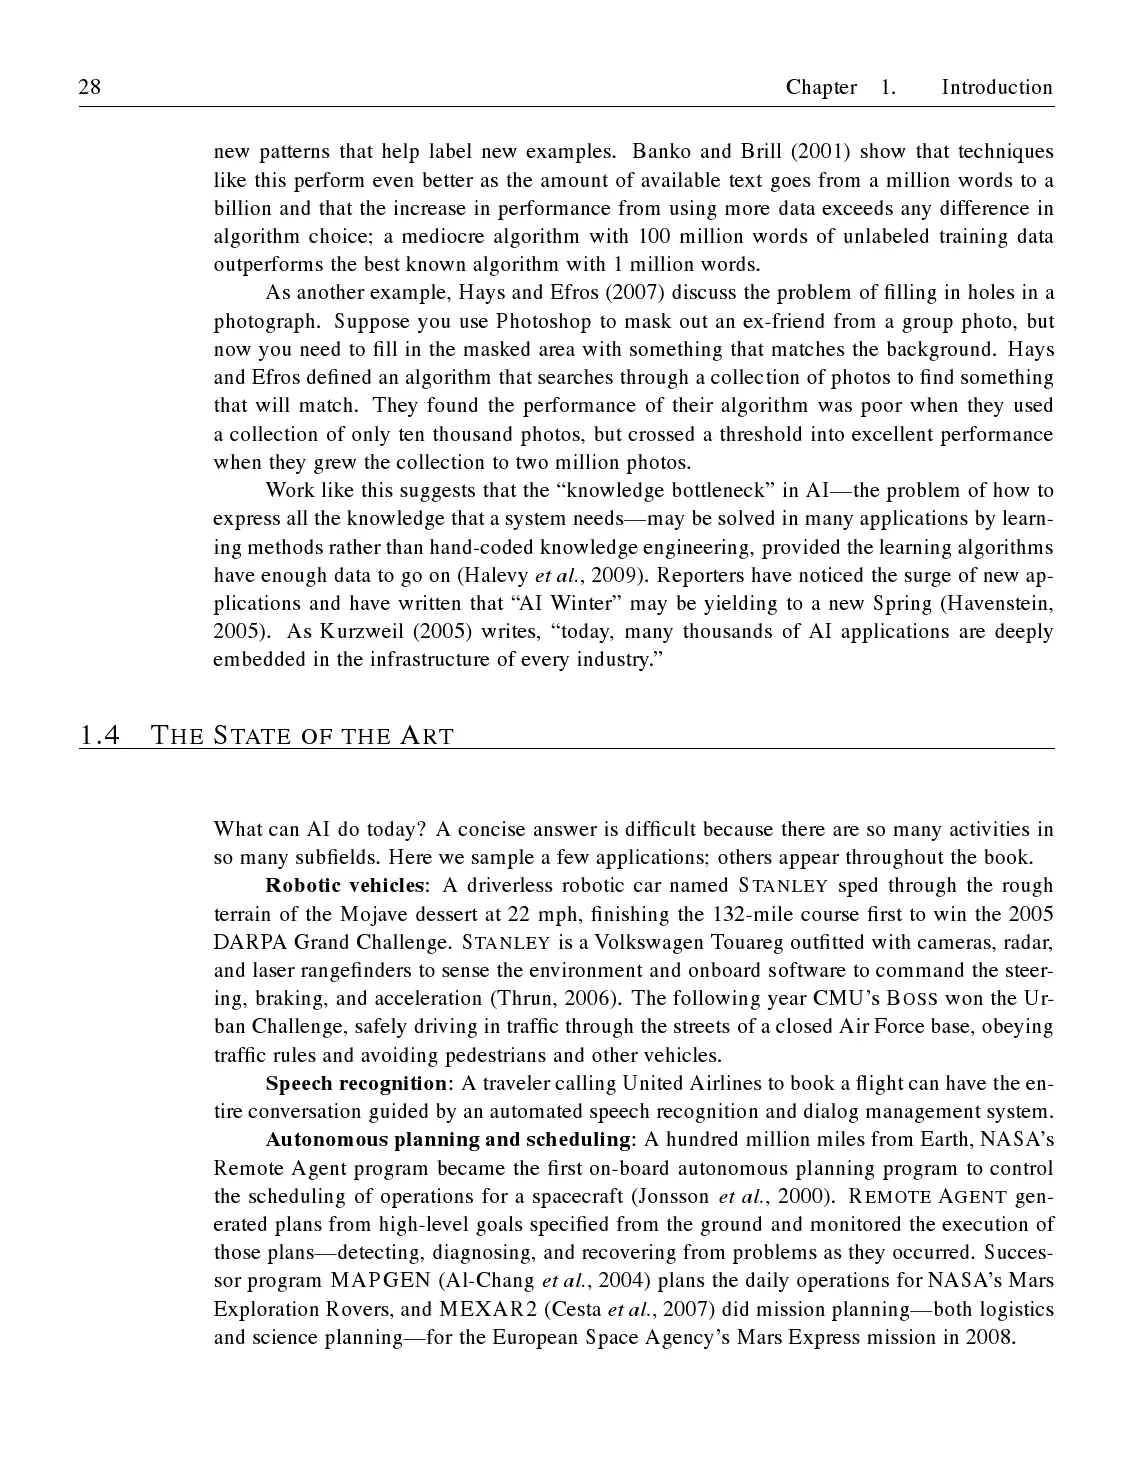 28 Chapter 1. Introduction
new patterns that help label new examples. Banko and Brill (2001) show that techniques
like this perform even better as the amount of available text goes from a million words to a
billion and that the increase in performance from using more data exceeds any difference in
algorithm choice; a mediocre algorithm with 100 million words of unlabeled training data
outperforms the best known algorithm with 1 million words.
As another example, Hays and Efros (2007) discuss the problem of filling in holes in a
photograph. Suppose you use Photoshop to mask out an ex-friend from a group photo, but
now you need to fill in the masked area with something that matches the background. Hays
and Efros defined an algorithm that searches through a collection of photos to find something
that will match. They found the performance of their algorithm was poor when they used
a collection of only ten thousand photos, but crossed a threshold into excellent performance
when they grew the collection to two million photos.
Work like this suggests that the “knowledge bottleneck” in AI—the problem of how to
express all the knowledge that a system needs—may be solved in many applications by learn-
ing methods rather than hand-coded knowledge engineering, provided the learning algorithms
have enough data to go on (Halevy et al., 2009). Reporters have noticed the surge of new ap-
plications and have written that “AI Winter” may be yielding to a new Spring (Havenstein,
2005). As Kurzweil (2005) writes, “today, many thousands of AI applications are deeply
embedded in the infrastructure of every industry.”
1.4 THE STATE OF THE ART
What can AI do today? A concise answer is difficult because there are so many activities in
so many subfields. Here we sample a few applications; others appear throughout the book.
Robotic vehicles: A driverless robotic car named STANLEY sped through the rough
terrain of the Mojave dessert at 22 mph, finishing the 132-mile course first to win the 2005
DARPA Grand Challenge. STANLEY is a Volkswagen Touareg outfitted with cameras, radar,
and laser rangefinders to sense the environment and onboard software to command the steer-
ing, braking, and acceleration (Thrun, 2006). The following year CMU’s BOSS won the Ur-
ban Challenge, safely driving in traffic through the streets of a closed Air Force base, obeying
traffic rules and avoiding pedestrians and other vehicles.
Speech recognition: A traveler calling United Airlines to book a flight can have the en-
tire conversation guided by an automated speech recognition and dialog management system.
Autonomous planning and scheduling: A hundred million miles from Earth, NASA’s
Remote Agent program became the first on-board autonomous planning program to control
the scheduling of operations for a spacecraft (Jonsson et al., 2000). REMOTE AGENT gen-
erated plans from high-level goals specified from the ground and monitored the execution of
those plans—detecting, diagnosing, and recovering from problems as they occurred. Succes-
sor program MAPGEN (Al-Chang et al., 2004) plans the daily operations for NASA’s Mars
Exploration Rovers, and MEXAR2 (Cesta et al., 2007) did mission planning—both logistics
and science planning—for the European Space Agency’s Mars Express mission in 2008.